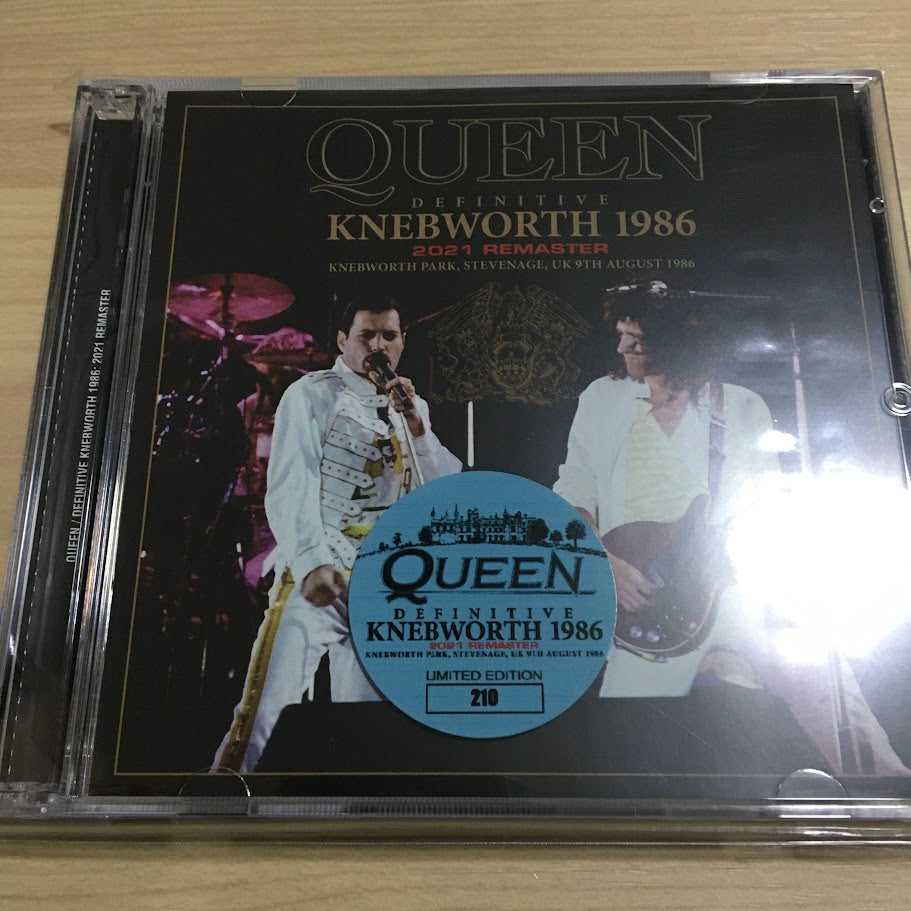 QUEEN
DEFINITIVE
KNEBWORTH 1986
2021 REMASTER
KNEBWORTH PARK, STEVENAGE, UK 9TH AUGUST 1986
QUEEN / DEFINITIVE KNEBWORTH 1986: 2021 REMASTER
QUEEN
DEFINITIVE
KNEBWORTH 1986
2021 REMASTER
KNEBWORTH PARK, STEVENAGE, UK 9TH AUGUST 1986
LIMITED EDITION
210